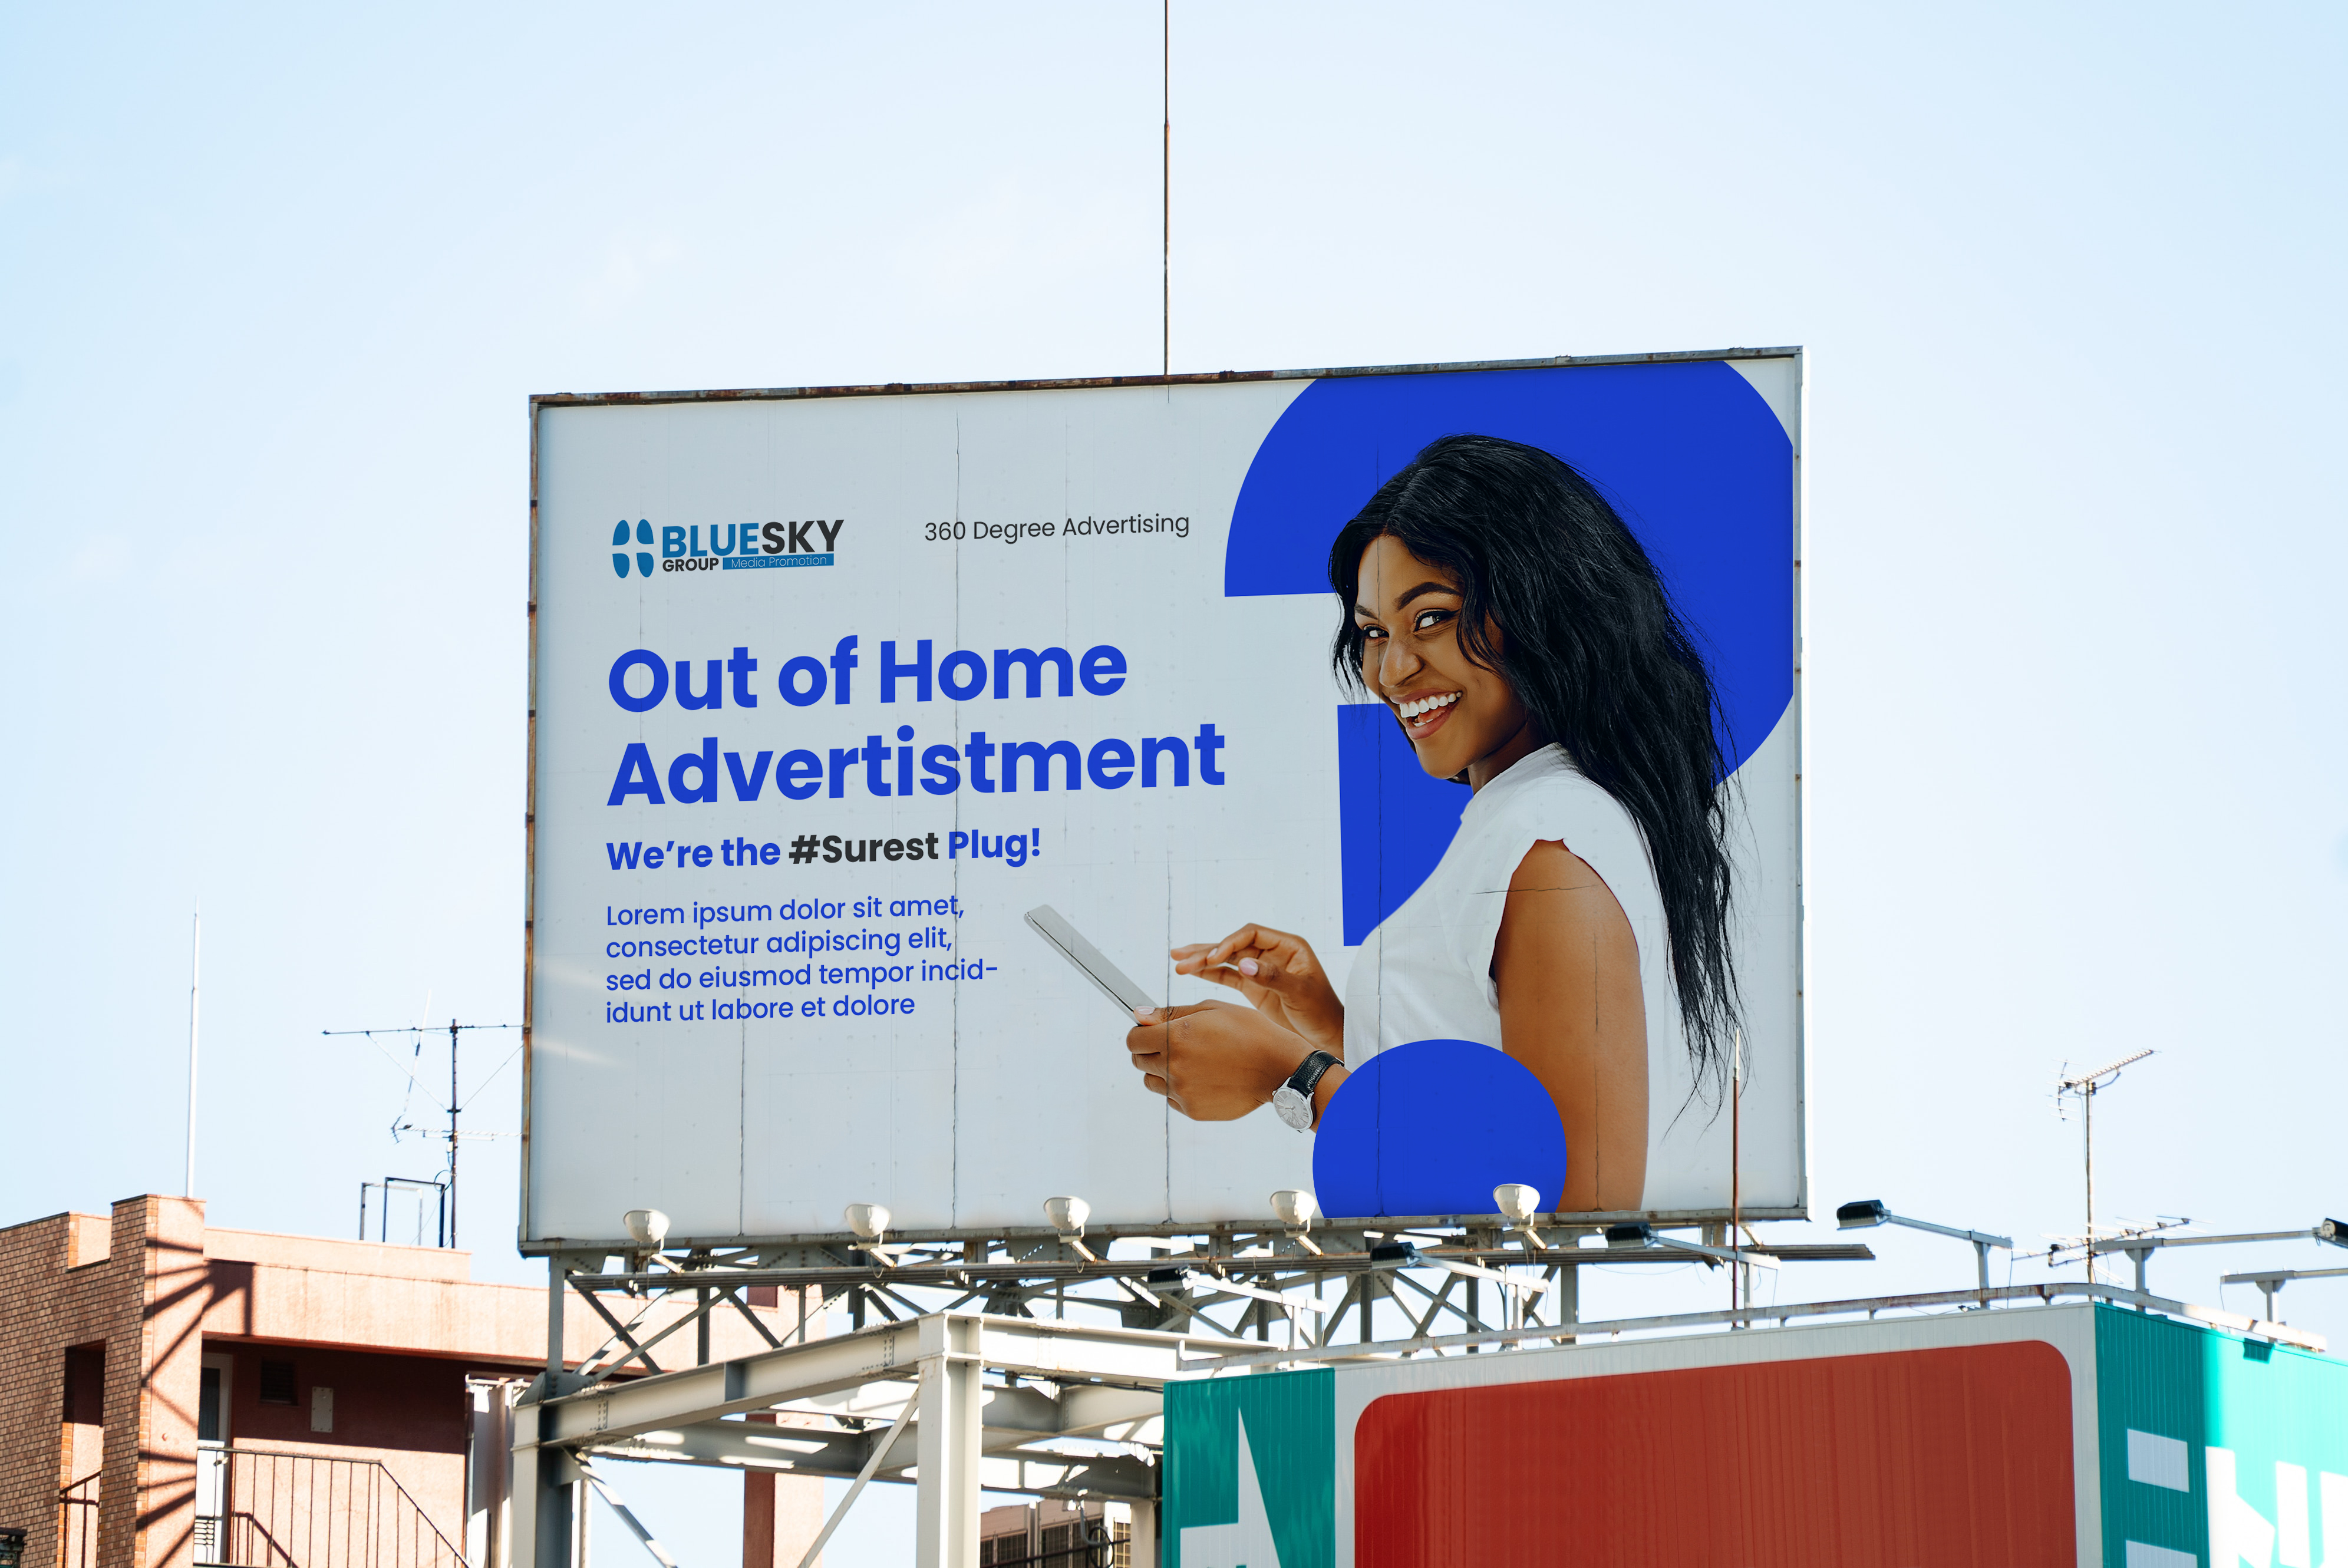 BLUESKY
GROUP Media Promotion
360 Degree Advertising
Out of Home
Advertistment
We're the #Surest Plug!
Lorem ipsum dolor sit amet,
consectetur adipiscing elit,
sed do eiusmod tempor incid-
idunt ut labore et dolore